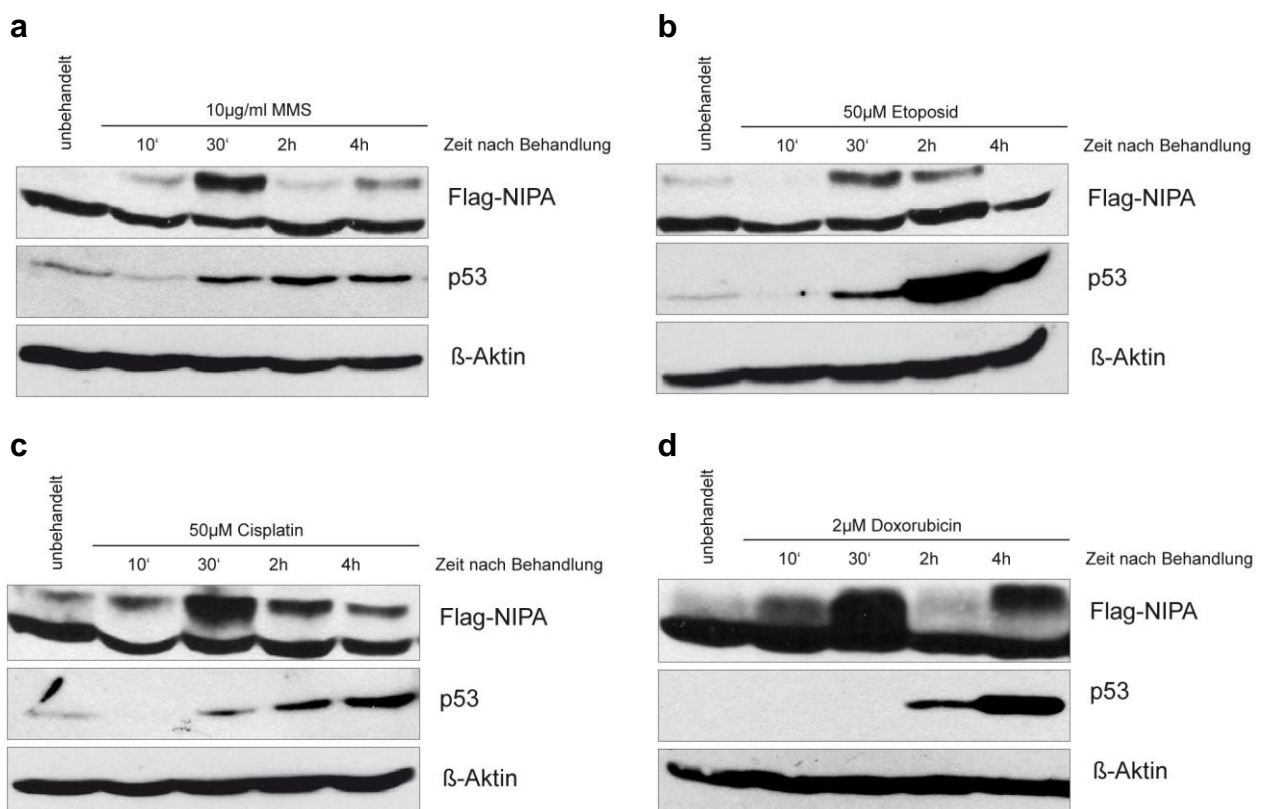 a
unbehandelt
10µg/ml MMS
10‘ 30‘ 2h 4h Zeit nach Behandlung
Flag-NIPA
p53
ß-Aktin
b
unbehandelt
50µM Etoposid
10‘ 30‘ 2h 4h Zeit nach Behandlung
Flag-NIPA
p53
ß-Aktin
c
unbehandelt
50µM Cisplatin
10‘ 30‘ 2h 4h Zeit nach Behandlung
Flag-NIPA
p53
ß-Aktin
d
unbehandelt
2µM Doxorubicin
10‘ 30‘ 2h 4h Zeit nach Behandlung
Flag-NIPA
p53
ß-Aktin